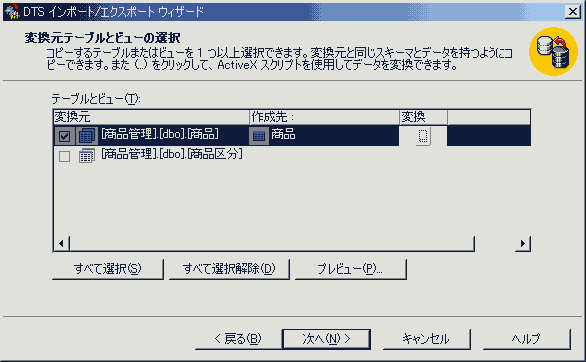 DTS インポート/エクスポート ウィザード
変換元テーブルとビューの選択
コピーするテーブルまたはビューを 1 つ以上選択できます。変換元と同じスキーマとデータを持つようにコ
ピーできます。また (...) をクリックして、ActiveX スクリプトを使用してデータを変換できます。
テーブルとビュー(T):
変換元 作成先 : 変換
[商品管理].[dbo].[商品] 商品 ...
[商品管理].[dbo].[商品区分]
すべて選択(S) すべて選択解除(D) プレビュー(P)...
< 戻る(B) 次へ(N) > キャンセル ヘルプ